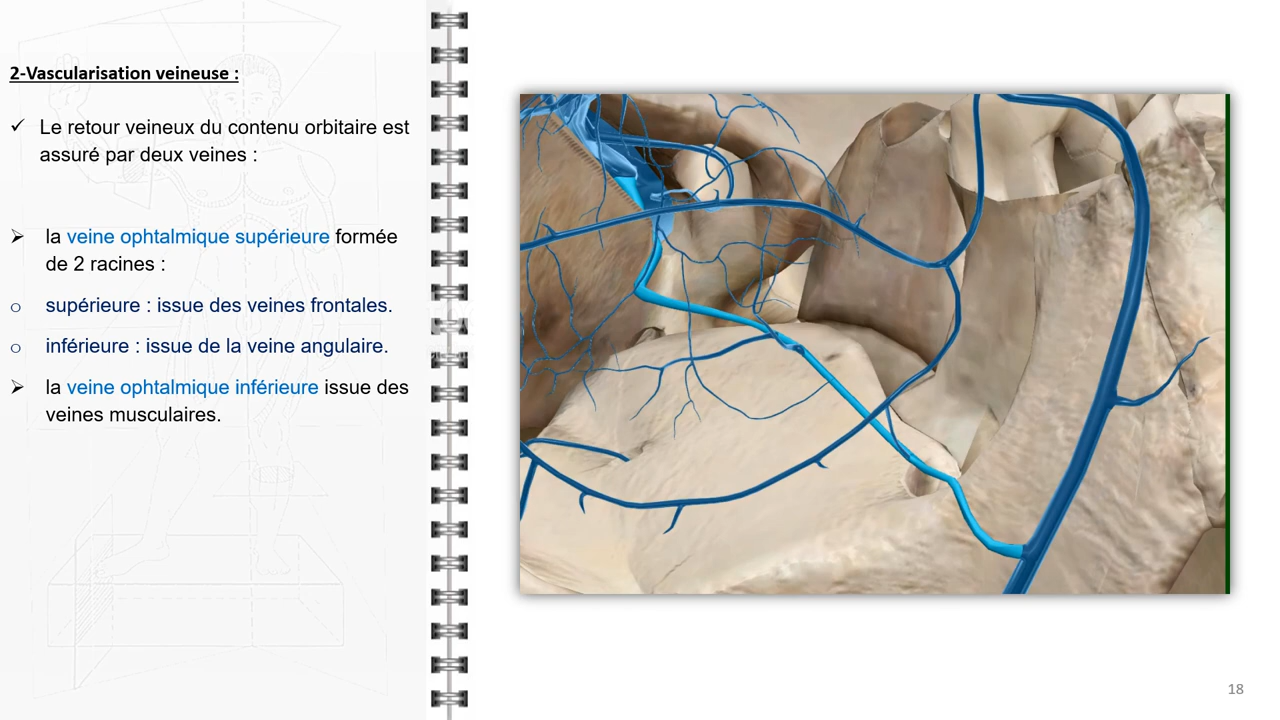 2-Vascularisation veineuse :
✓ Le retour veineux du contenu orbitaire est
assuré par deux veines :
➢ la veine ophtalmique supérieure formée
de 2 racines :
o supérieure : issue des veines frontales.
o inférieure : issue de la veine angulaire.
➢ la veine ophtalmique inférieure issue des
veines musculaires.
18